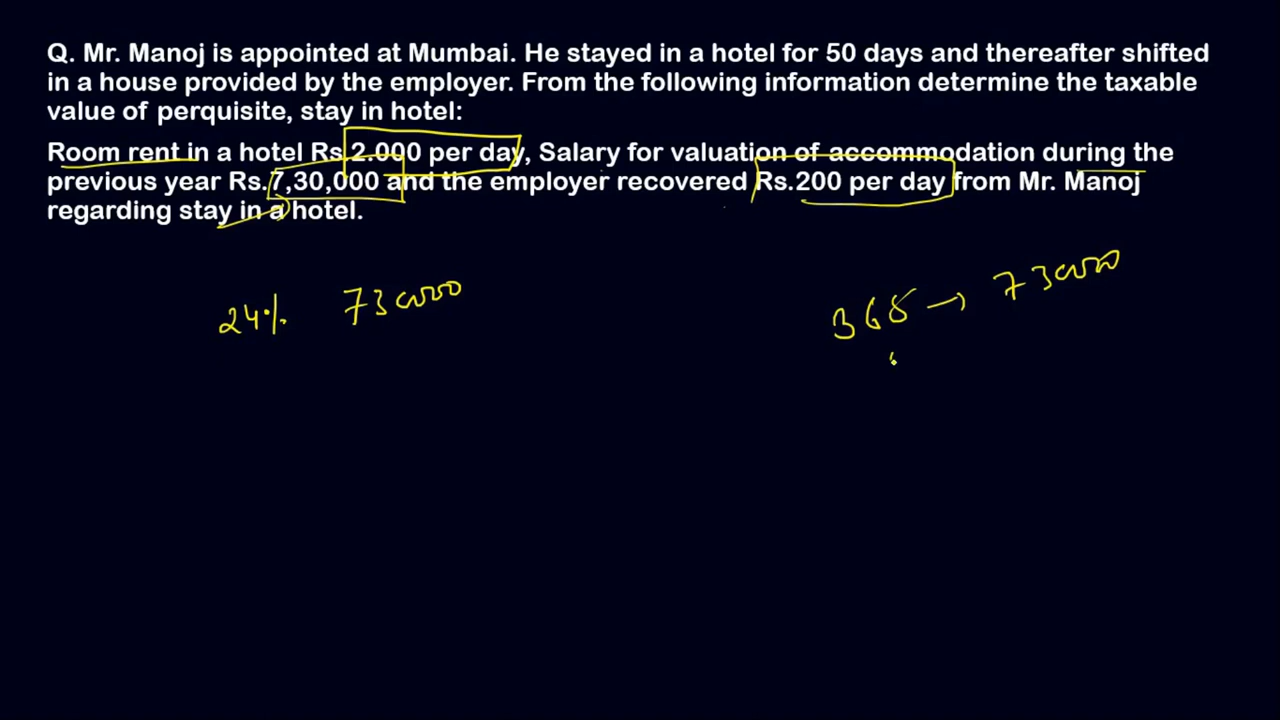 Q. Mr. Manoj is appointed at Mumbai. He stayed in a hotel for 50 days and thereafter shifted
in a house provided by the employer. From the following information determine the taxable
value of perquisite, stay in hotel:
Room rent in a hotel Rs.2.000 per day, Salary for valuation of accommodation during the
previous year Rs.7,30,000 and the employer recovered Rs.200 per day from Mr. Manoj
regarding stay in a hotel.
24% 730000
365 → 730000